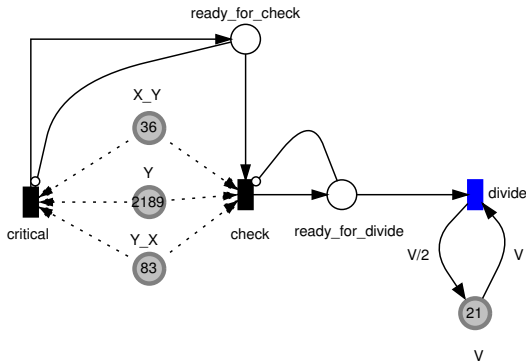 ready_for_check
X_Y
36
Y
2189
Y_X
83
critical
check
ready_for_divide
divide
V/2
V
21
V